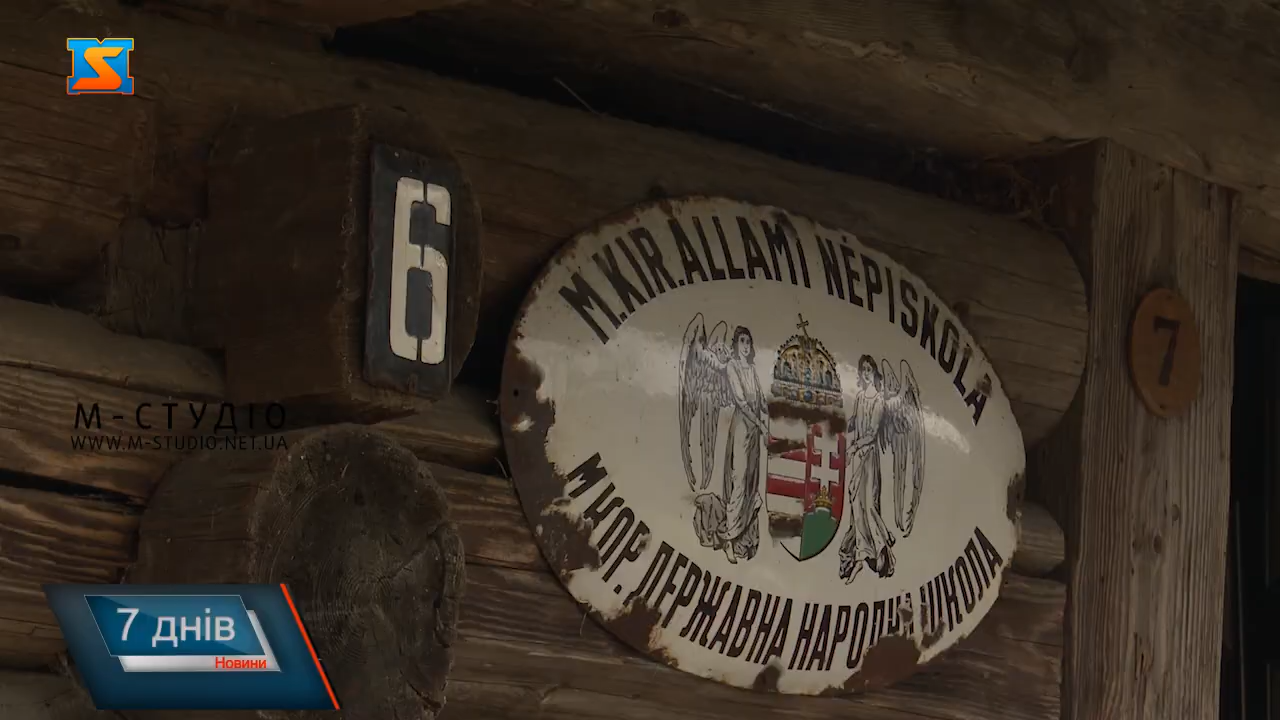 6
М.KIR.ÁLLAMI NÉPISKOLA
М КОР. ДЕРЖАВНА НАРОДНА ШКОЛА
7
М-СТУДІО
WWW.M-STUDIO.NET.UA
7 днів
Новини